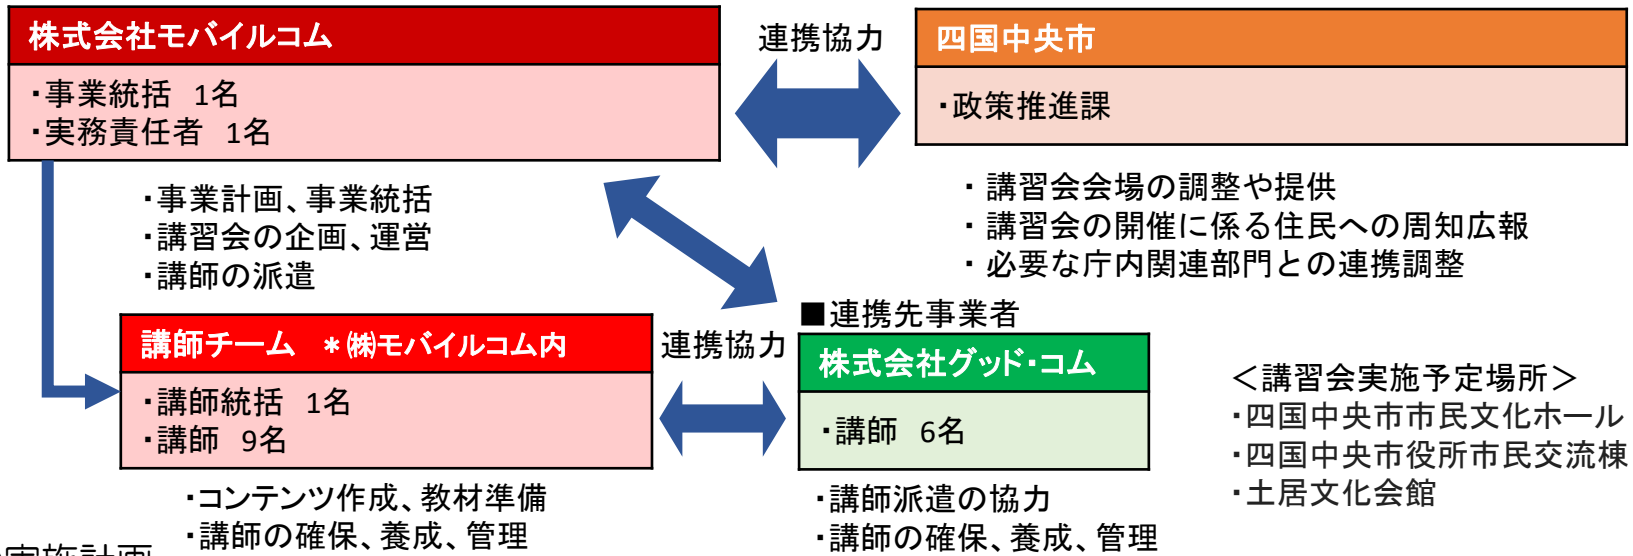 株式会社モバイルコム
・事業統括 1名
・実務責任者 1名
連携協力
四国中央市
・政策推進課
・事業計画、事業統括
・講習会の企画、運営
・講師の派遣
・ 講習会会場の調整や提供
・ 講習会の開催に係る住民への周知広報
・ 必要な庁内関連部門との連携調整
講師チーム ＊㈱モバイルコム内
・講師統括 1名
・講師 9名
連携協力
■連携先事業者
株式会社グッド・コム
・講師 6名
＜講習会実施予定場所＞
・四国中央市市民文化ホール
・四国中央市役所市民交流棟
・土居文化会館
・コンテンツ作成、教材準備
・講師の確保、養成、管理
・講師派遣の協力
・講師の確保、養成、管理
実施計画